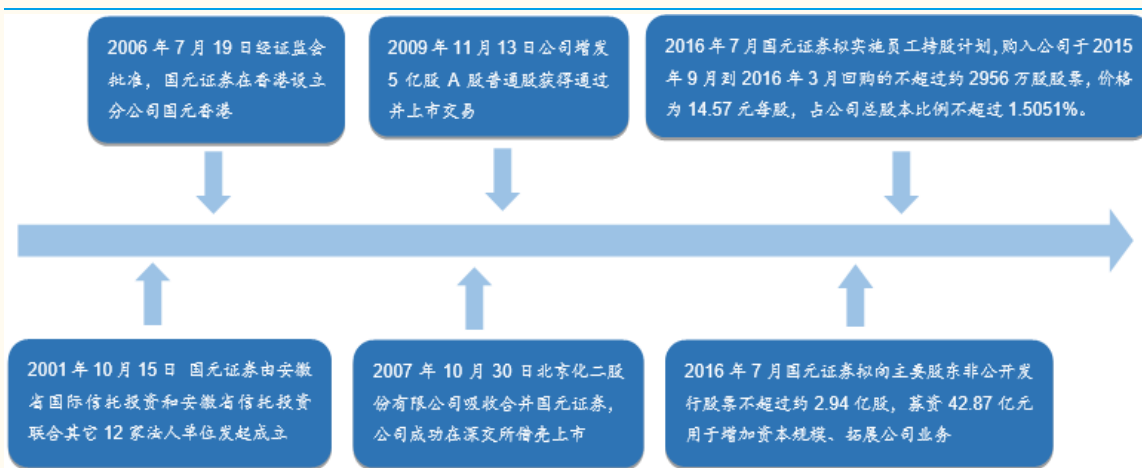 2006 年 7 月 19 日经证监会
批准，国元证券在香港设立
分公司国元香港
2009 年 11 月 13 日公司增发
5 亿股 A 股普通股获得通过
并上市交易
2016 年 7 月国元证券拟实施员工持股计划,购入公司于 2015
年 9 月到 2016 年 3 月回购的不超过约 2956 万股股票，价格
为 14.57 元每股，占公司总股本比例不超过 1.5051%。
2001 年 10 月 15 日 国元证券由安徽
省国际信托投资和安徽省信托投资
联合其它 12 家法人单位发起成立
2007 年 10 月 30 日北京化二股
份有限公司吸收合并国元证券，
公司成功在深交所借壳上市
2016 年 7 月国元证券拟向主要股东非公开发
行股票不超过约 2.94 亿股，募资 42.87 亿元
用于增加资本规模、拓展公司业务